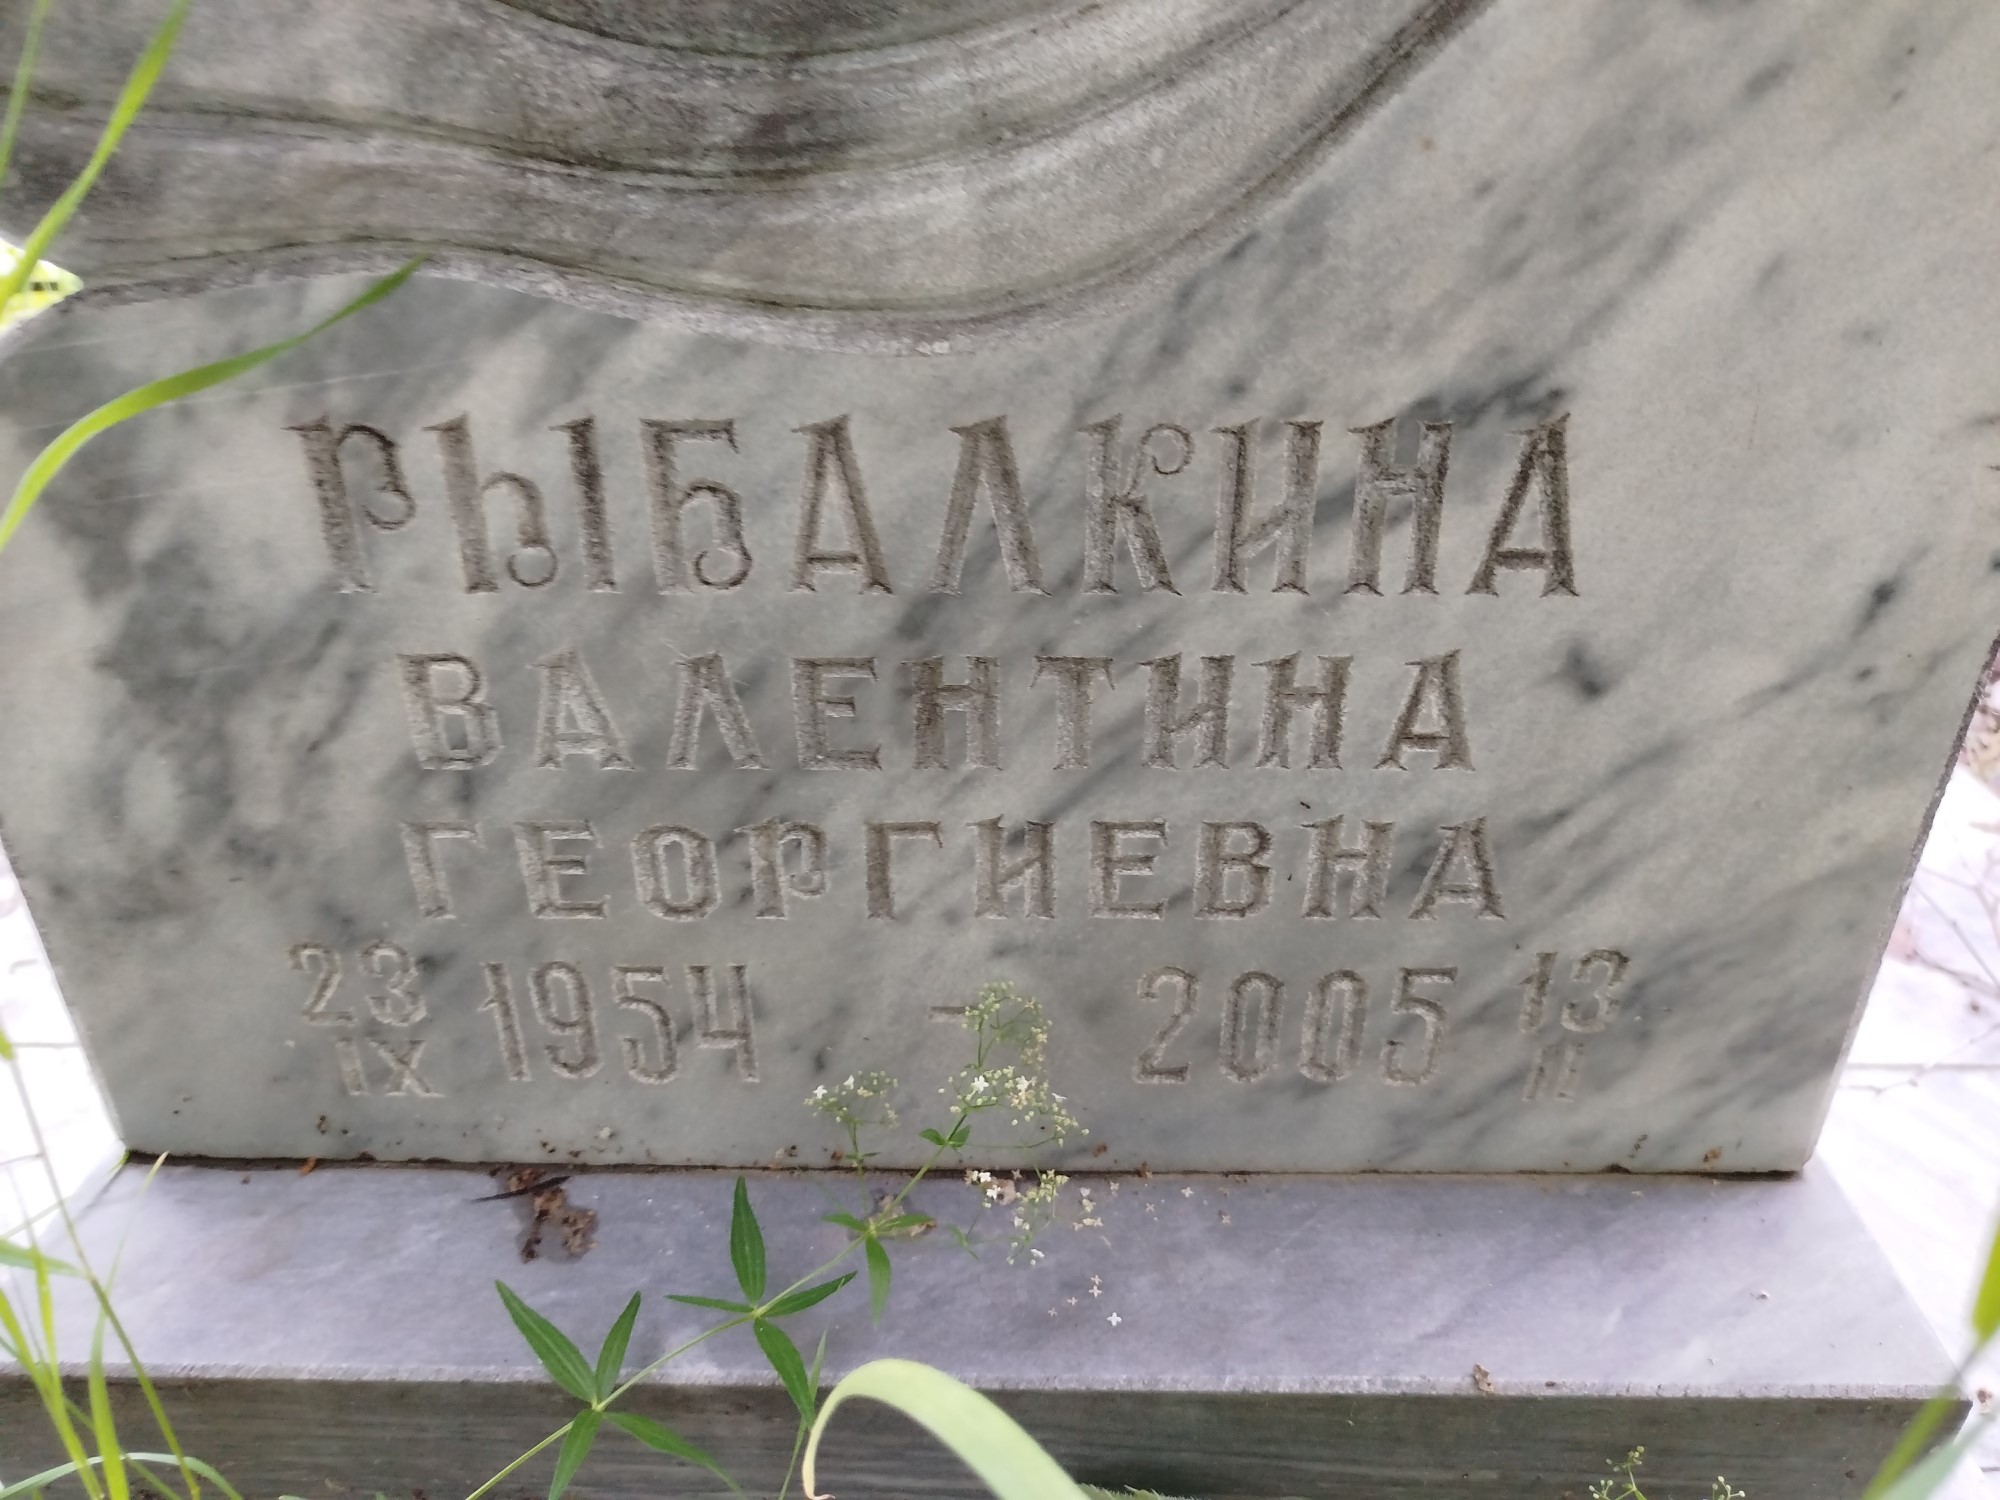 РЫБАЛКИНА
ВАЛЕНТИНА
ГЕОРГИЕВНА
23 1954 - 2005 13
IX II